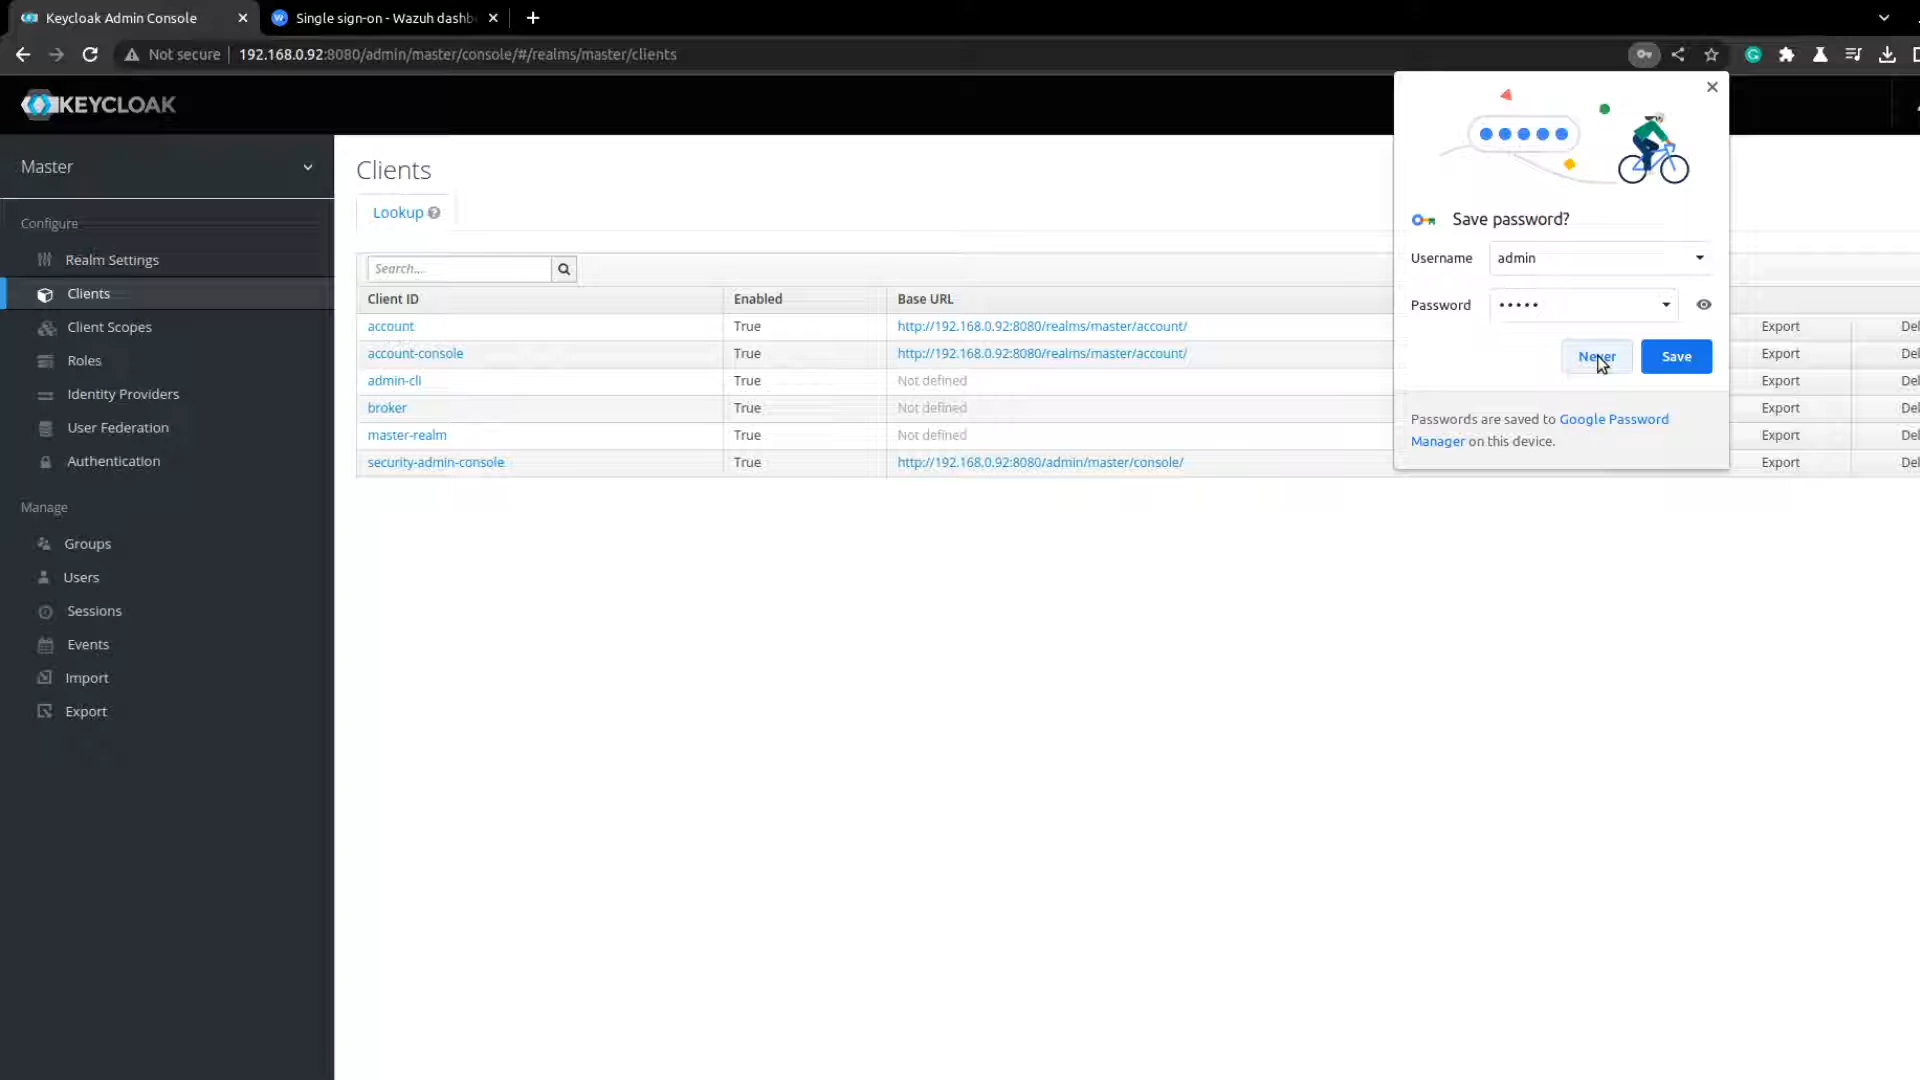 Keycloak Admin Console
Single sign-on - Wazuh dashb
Not secure 192.168.0.92:8080/admin/master/console/#/realms/master/clients
KEYCLOAK
Master
Configure
Realm Settings
Clients
Client Scopes
Roles
Identity Providers
User Federation
Authentication
Manage
Groups
Users
Sessions
Events
Import
Export
Clients
Lookup
Search...
Client ID Enabled Base URL
account True http://192.168.0.92:8080/realms/master/account/ Export Del
account-console True http://192.168.0.92:8080/realms/master/account/ Export Del
admin-cli True Not defined Export Del
broker True Not defined Export Del
master-realm True Not defined Export Del
security-admin-console True http://192.168.0.92:8080/admin/master/console/ Export Del
Save password?
Username admin
Password •••••
Never Save
Passwords are saved to Google Password
Manager on this device.